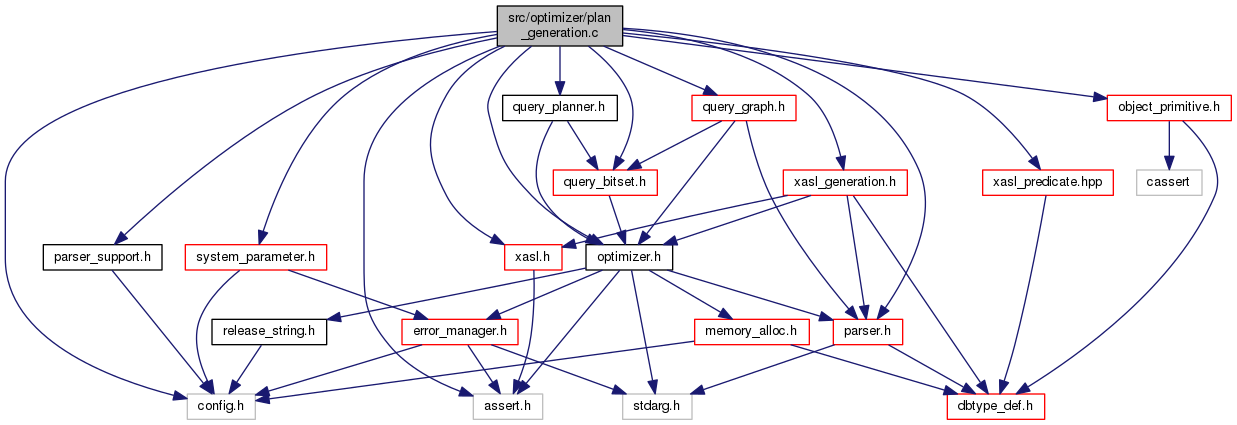 src/optimizer/plan
_generation.c
query_planner.h
query_graph.h
object_primitive.h
query_bitset.h
xasl_generation.h
xasl_predicate.hpp
cassert
parser_support.h
system_parameter.h
xasl.h
optimizer.h
release_string.h
error_manager.h
memory_alloc.h
parser.h
config.h
assert.h
stdarg.h
dbtype_def.h